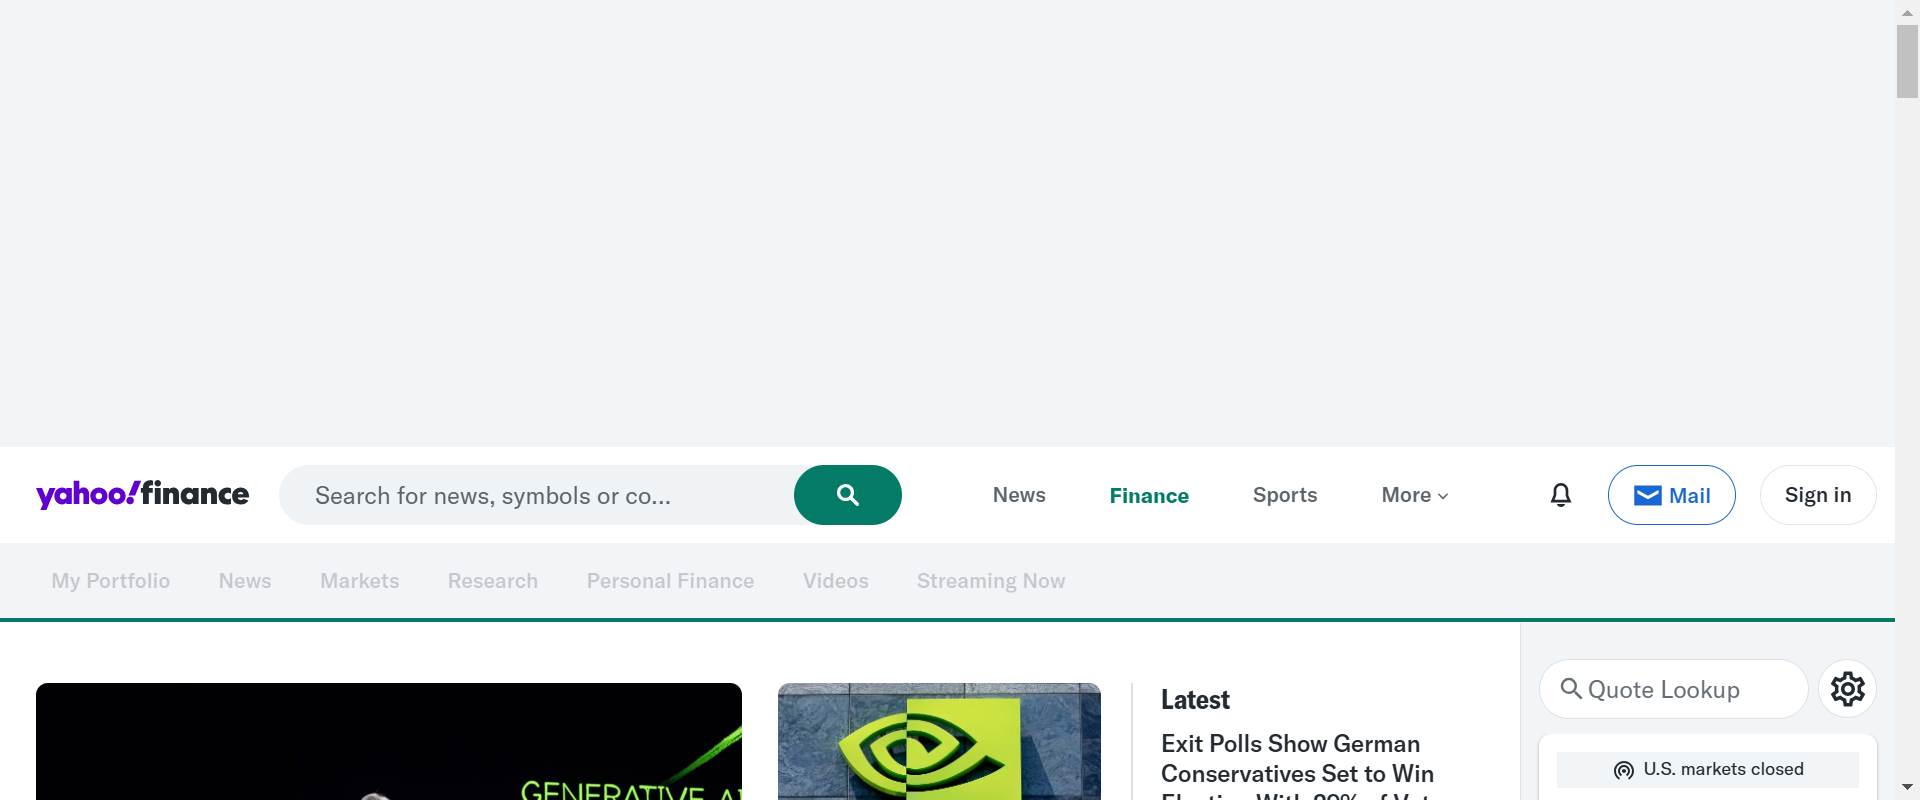 yahoo!finance
Search for news, symbols or co...
News
Finance
Sports
More
Mail
Sign in
My Portfolio
News
Markets
Research
Personal Finance
Videos
Streaming Now
GENERATIVE AI
Latest
Exit Polls Show German
Conservatives Set to Win
Quote Lookup
U.S. markets closed